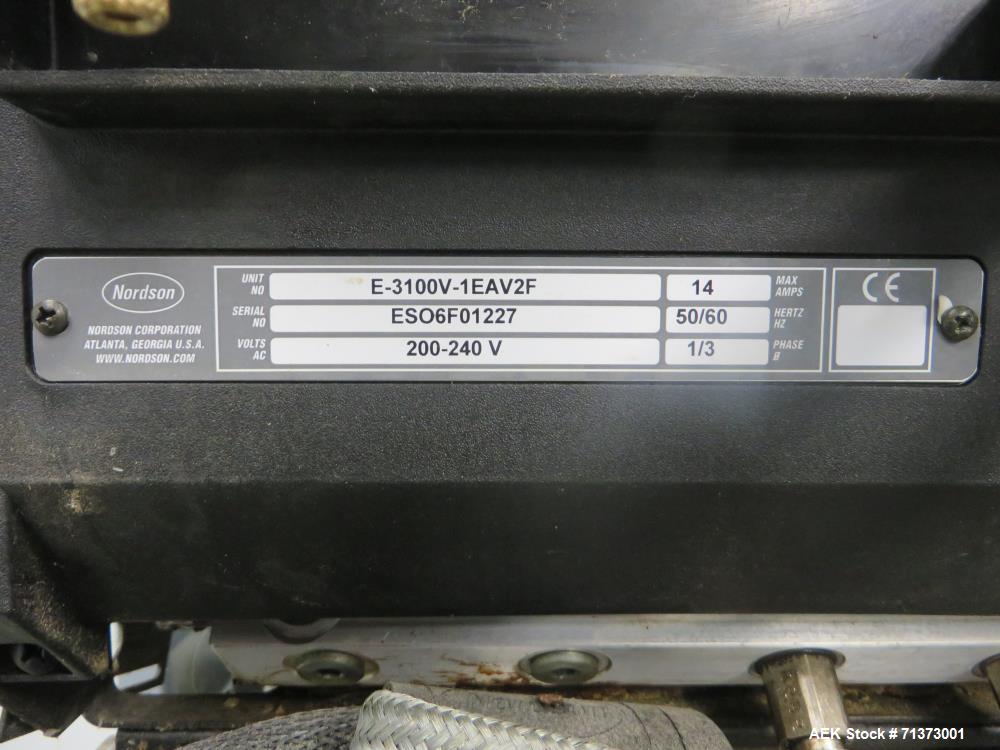 Nordson
NORDSON CORPORATION
ATLANTA, GEORGIA U.S.A.
WWW.NORDSON.COM
UNIT NO E-3100V-1EAV2F 14 MAX AMPS
SERIAL NO ESO6F01227 50/60 HERTZ HZ
VOLTS AC 200-240 V 1/3 PHASE Ø
CE
AEK Stock # 71373001